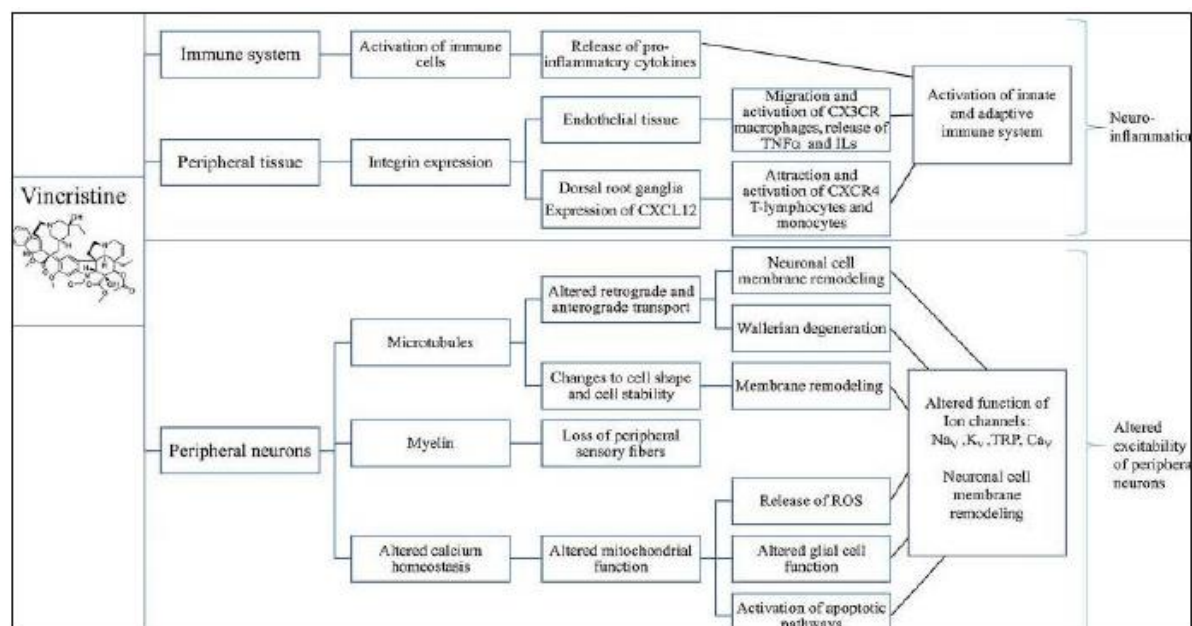 Immune system
Activation of immune
cells
Release of pro-
inflammatory cytokines
Activation of innate
and adaptive
immune system
Neuro-
inflammation
Peripheral tissue
Integrin expression
Endothelial tissue
Migration and
activation of CX3CR
macrophages, release of
TNFα and ILs
Dorsal root ganglia
Expression of CXCL12
Attraction and
activation of CXCR4
T-lymphocytes and
monocytes
Vincristine
Peripheral neurons
Microtubules
Altered retrograde and
anterograde transport
Neuronal cell
membrane remodeling
Wallerian degeneration
Changes to cell shape
and cell stability
Membrane remodeling
Myelin
Loss of peripheral
sensory fibers
Altered calcium
homeostasis
Altered mitochondrial
function
Release of ROS
Altered glial cell
function
Activation of apoptotic
pathways
Altered function of
Ion channels:
Naᵥ ,Kᵥ ,TRP, Caᵥ
Neuronal cell
membrane
remodeling
Altered
excitability
of periphera
neurons